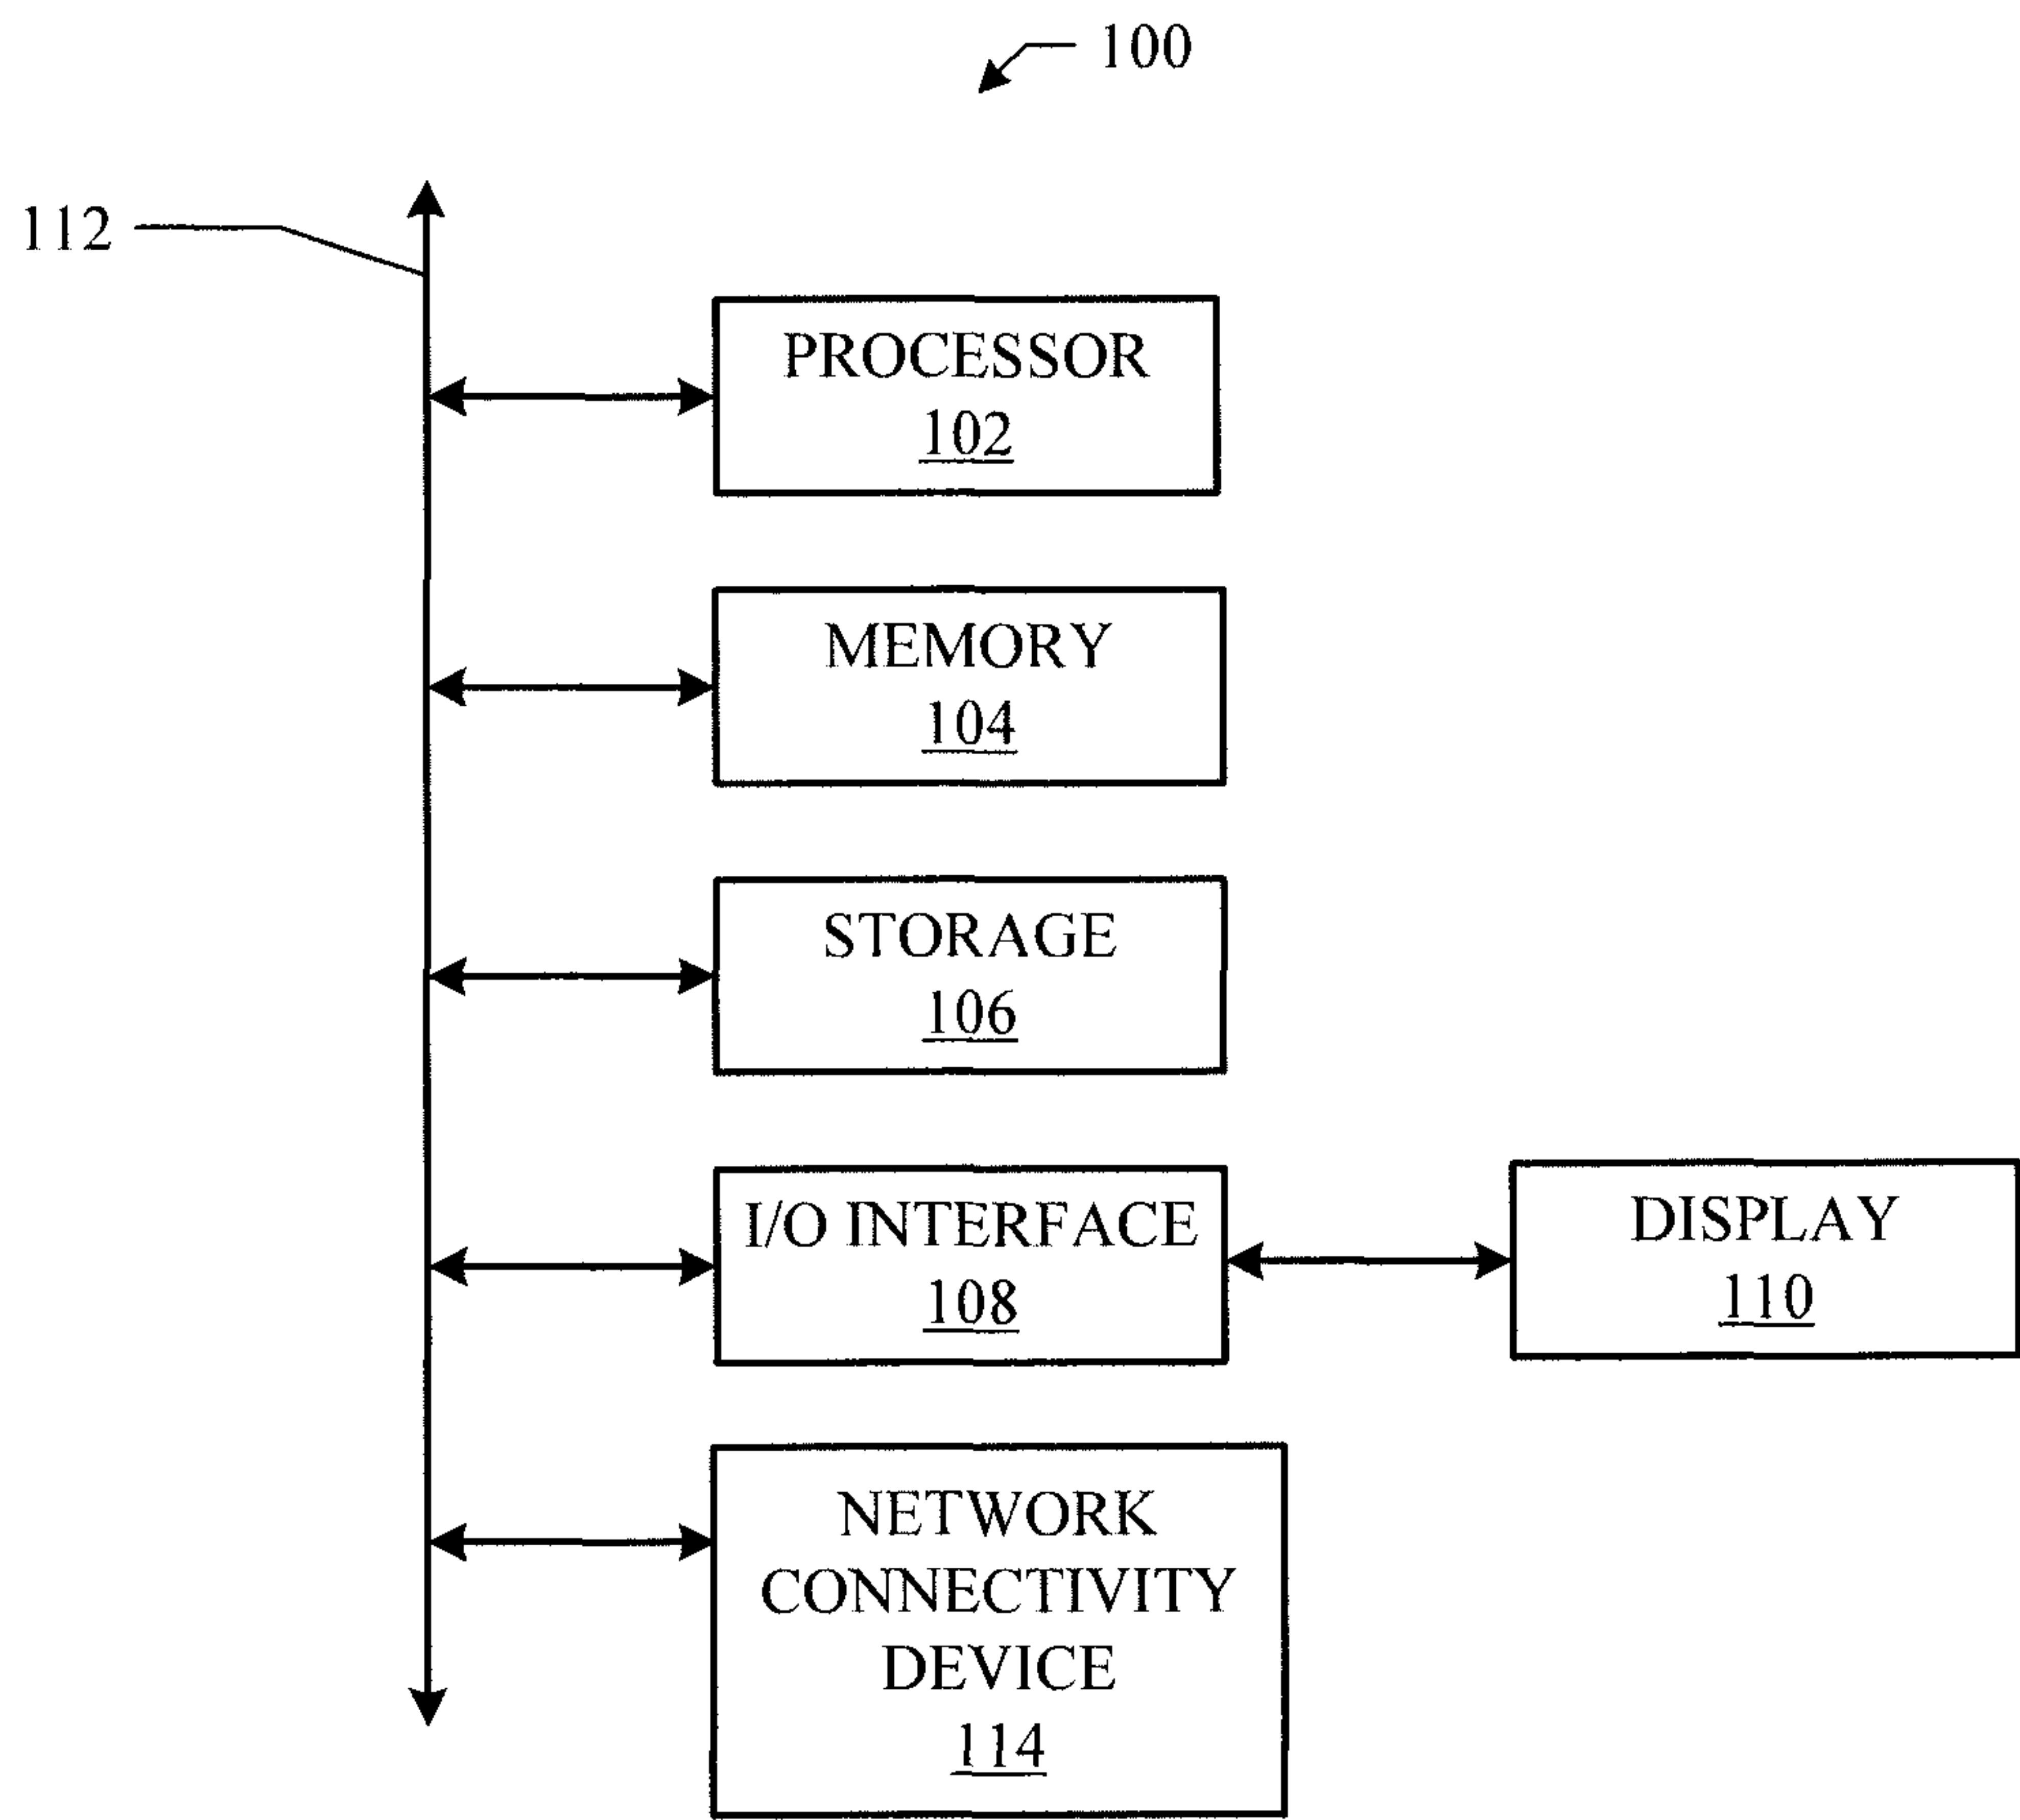 100
112
PROCESSOR
102
MEMORY
104
STORAGE
106
I/O INTERFACE
108
DISPLAY
110
NETWORK
CONNECTIVITY
DEVICE
114